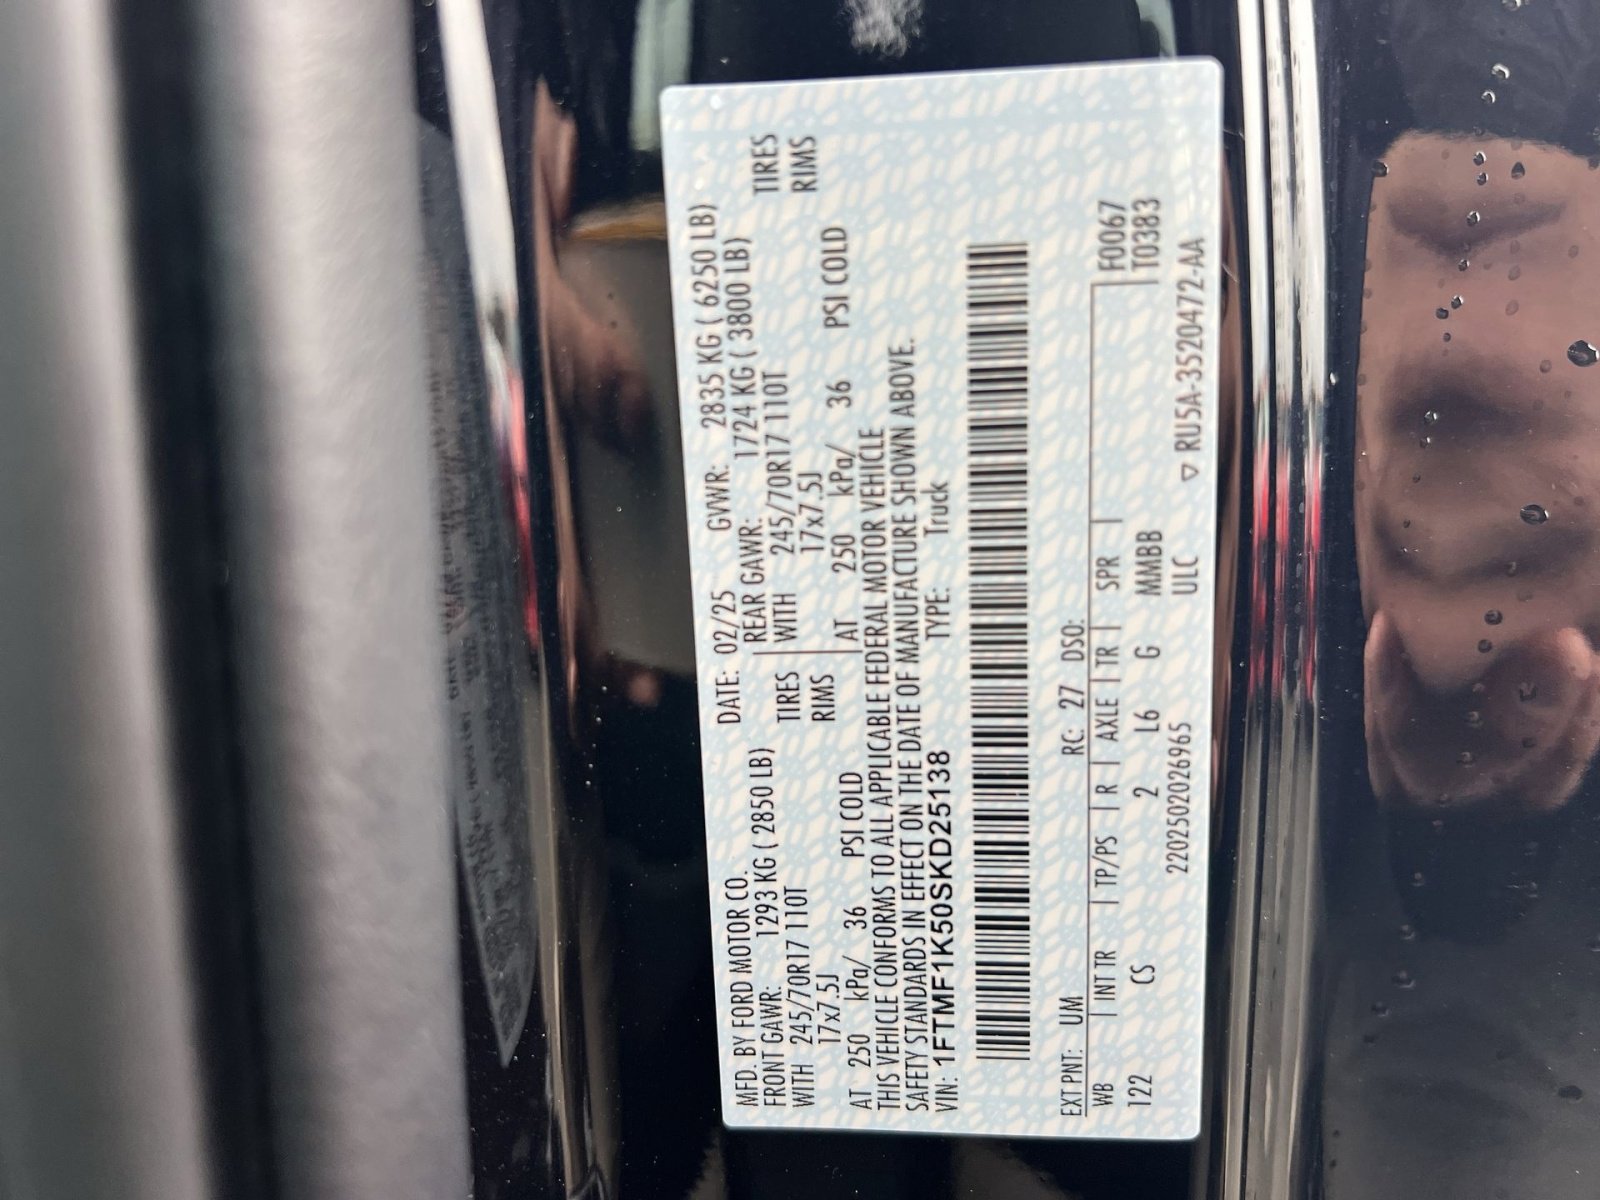 MFD. BY FORD MOTOR CO.
DATE: 02/25 GVWR: 2835 KG ( 6250 LB)
FRONT GAWR: 1293 KG ( 2850 LB)
REAR GAWR: 1724 KG ( 3800 LB)
WITH 245/70R17 110T TIRES
WITH 245/70R17 110T TIRES
17x7.5J RIMS
17x7.5J RIMS
AT 250 kPa/ 36 PSI COLD
AT 250 kPa/ 36 PSI COLD
THIS VEHICLE CONFORMS TO ALL APPLICABLE FEDERAL MOTOR VEHICLE
SAFETY STANDARDS IN EFFECT ON THE DATE OF MANUFACTURE SHOWN ABOVE.
VIN: 1FTMF1K50SKD25138 TYPE: Truck
EXT PNT: UM RC: 27 DSO:
WB INT TR TP/PS R AXLE TR SPR F0067
122 CS 2 L6 G MMBB T0383
2202502026965 ULC
▽ RU5A-3520472-AA